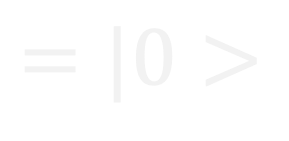 = |0 >